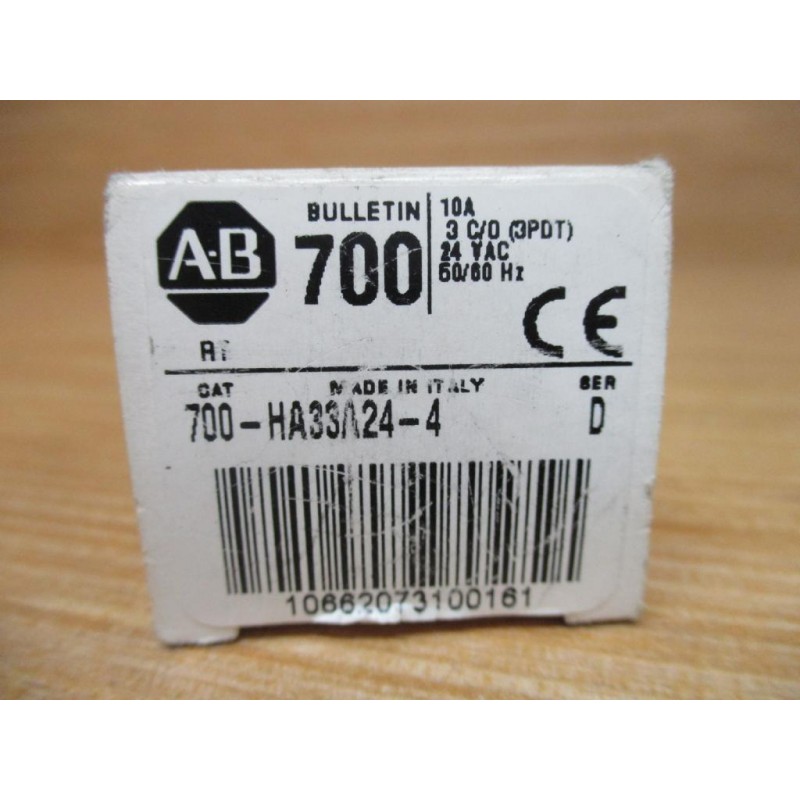 A-B
BULLETIN
700
10A
3 C/O (3PDT)
24 VAC
50/60 Hz
CE
CAT
MADE IN ITALY
SER
700-HA33A24-4
D
10662073100161